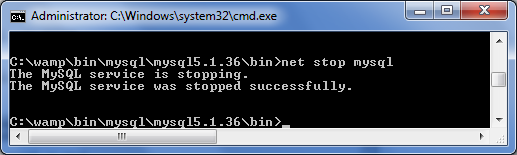 Administrator: C:\Windows\system32\cmd.exe
C:\wamp\bin\mysql\mysql5.1.36\bin>net stop mysql
The MySQL service is stopping.
The MySQL service was stopped successfully.
C:\wamp\bin\mysql\mysql5.1.36\bin>_